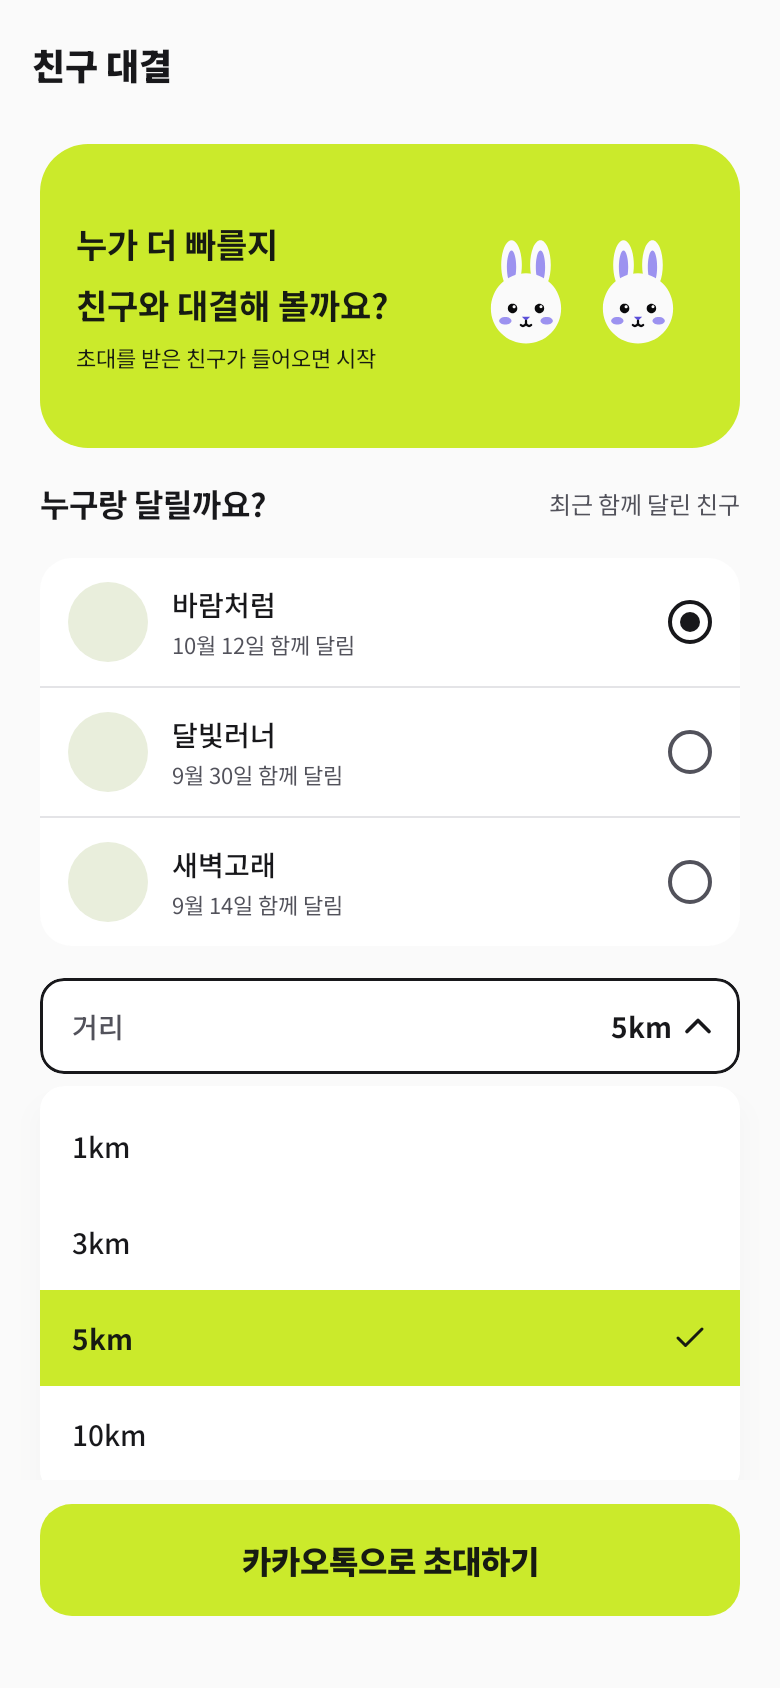 친구 대결
누가 더 빠를지
친구와 대결해 볼까요?
초대를 받은 친구가 들어오면 시작
누구랑 달릴까요?
최근 함께 달린 친구
바람처럼
10월 12일 함께 달림
달빛러너
9월 30일 함께 달림
새벽고래
9월 14일 함께 달림
거리
5km
1km
3km
5km
10km
카카오톡으로 초대하기